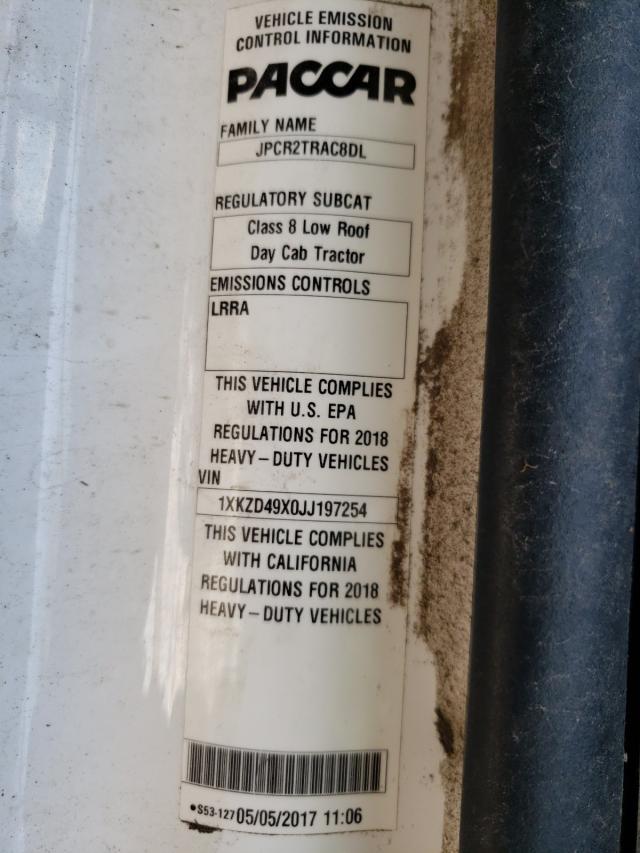 VEHICLE EMISSION
CONTROL INFORMATION
PACCAR
FAMILY NAME
JPCR2TRAC8DL
REGULATORY SUBCAT
Class 8 Low Roof
Day Cab Tractor
EMISSIONS CONTROLS
LRRA
THIS VEHICLE COMPLIES
WITH U.S. EPA
REGULATIONS FOR 2018
HEAVY-DUTY VEHICLES
VIN
1XKZD49X0JJ197254
THIS VEHICLE COMPLIES
WITH CALIFORNIA
REGULATIONS FOR 2018
HEAVY-DUTY VEHICLES
•S53-127 05/05/2017 11:06